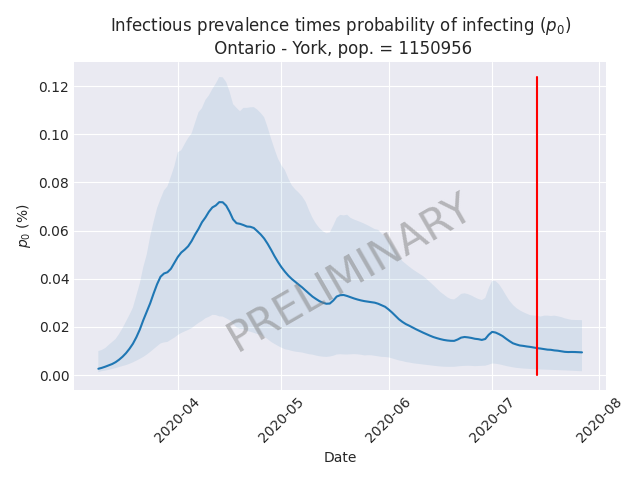 Infectious prevalence times probability of infecting (p₀)
Ontario - York, pop. = 1150956
0.12
0.10
0.08
0.06
0.04
0.02
0.00
p₀ (%)
PRELIMINARY
2020-04
2020-05
2020-06
2020-07
2020-08
Date